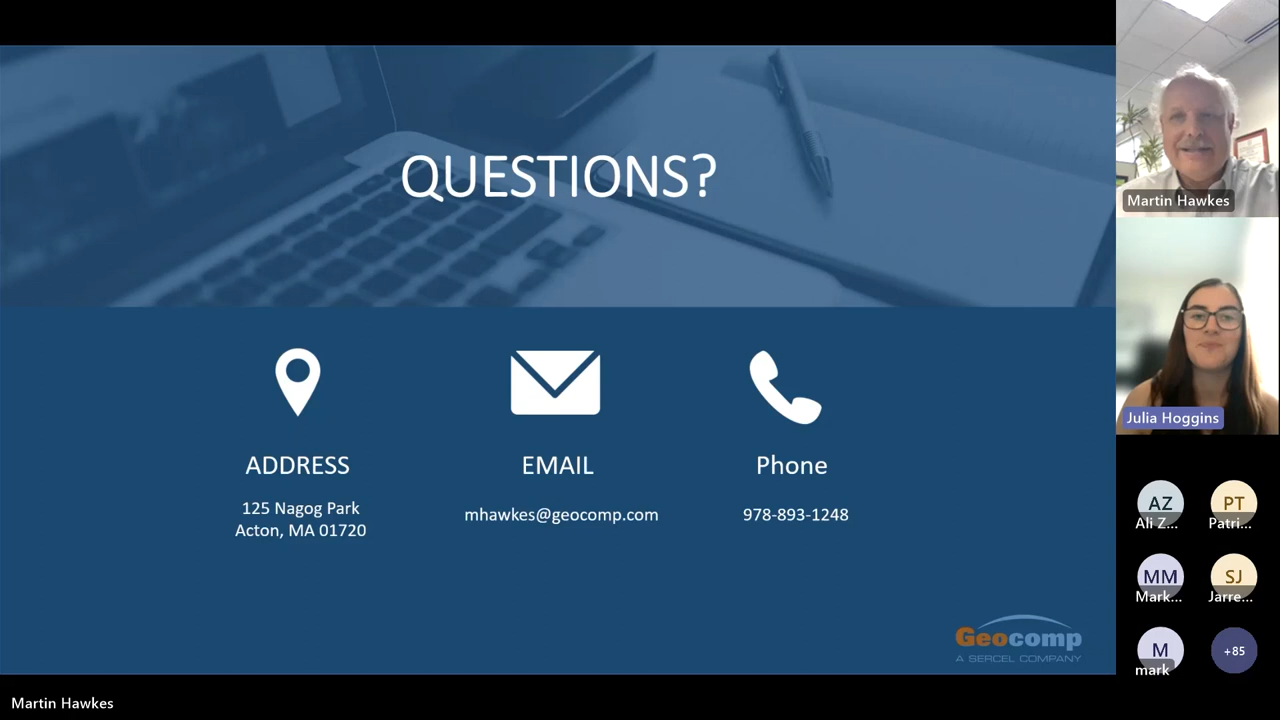 QUESTIONS?
ADDRESS
125 Nagog Park
Acton, MA 01720
EMAIL
mhawkes@geocomp.com
Phone
978-893-1248
Geocomp
A SERCEL COMPANY
Martin Hawkes
Julia Hoggins
AZ
Ali Z...
PT
Patri...
MM
Mark...
SJ
Jarre...
M
mark
+85
Martin Hawkes